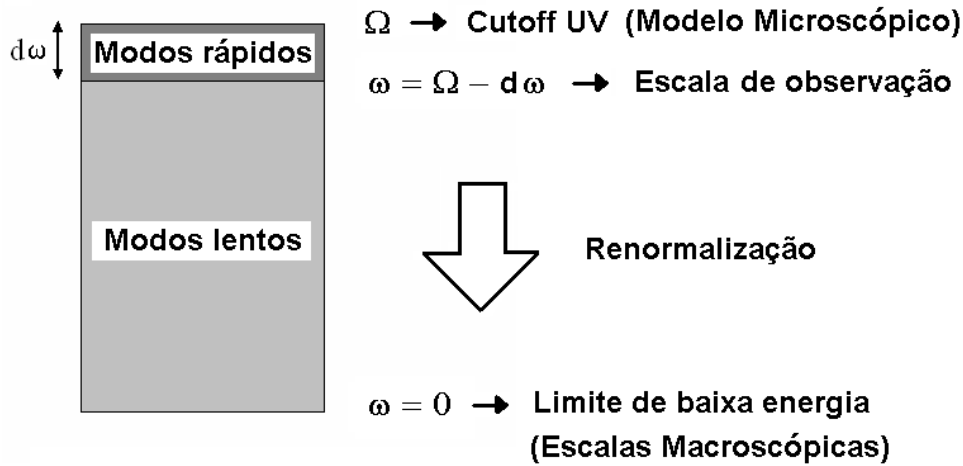 Ω → Cutoff UV (Modelo Microscópico)
dω
Modos rápidos
ω = Ω − dω → Escala de observação
Modos lentos
Renormalização
ω = 0 → Limite de baixa energia
(Escalas Macroscópicas)